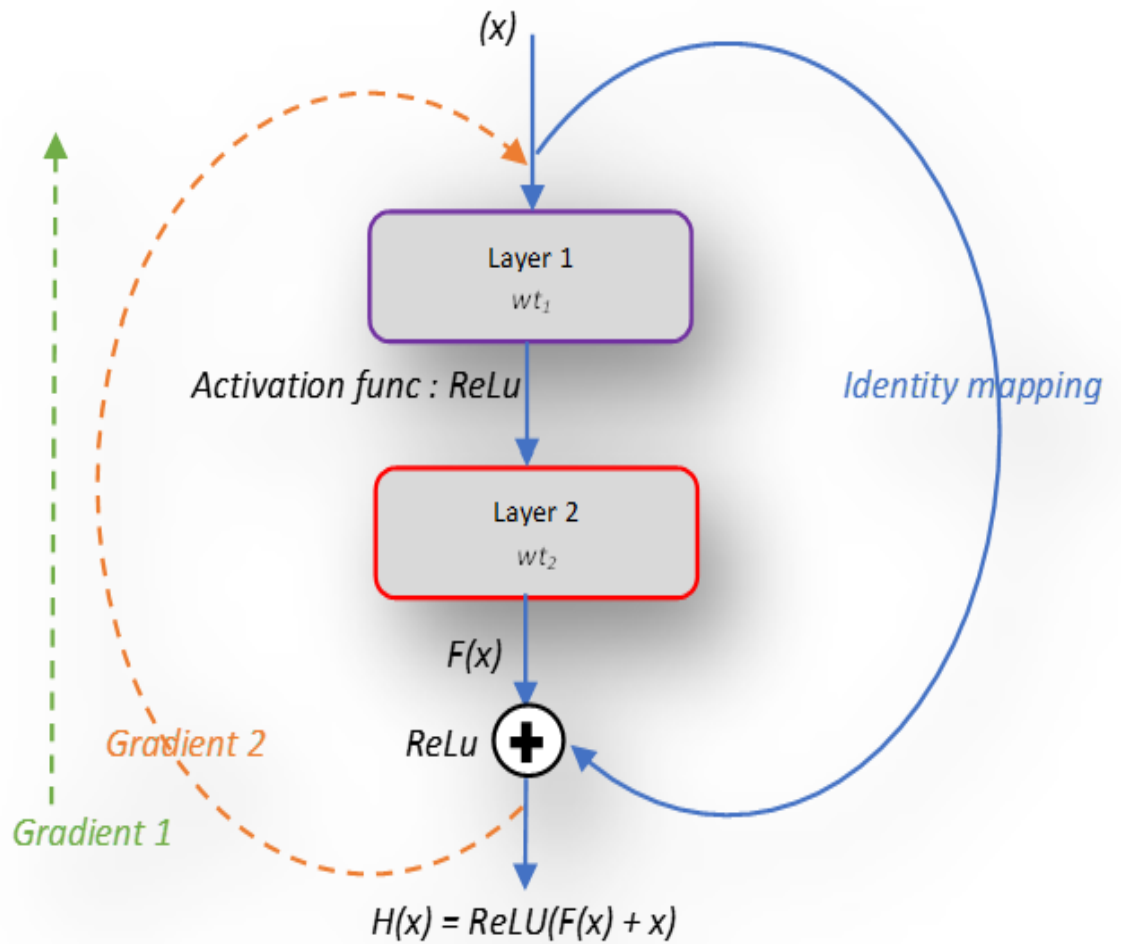 (x)
Layer 1
wt₁
Activation func : ReLu
Identity mapping
Layer 2
wt₂
F(x)
ReLu
Gradient 2
Gradient 1
H(x) = ReLU(F(x) + x)